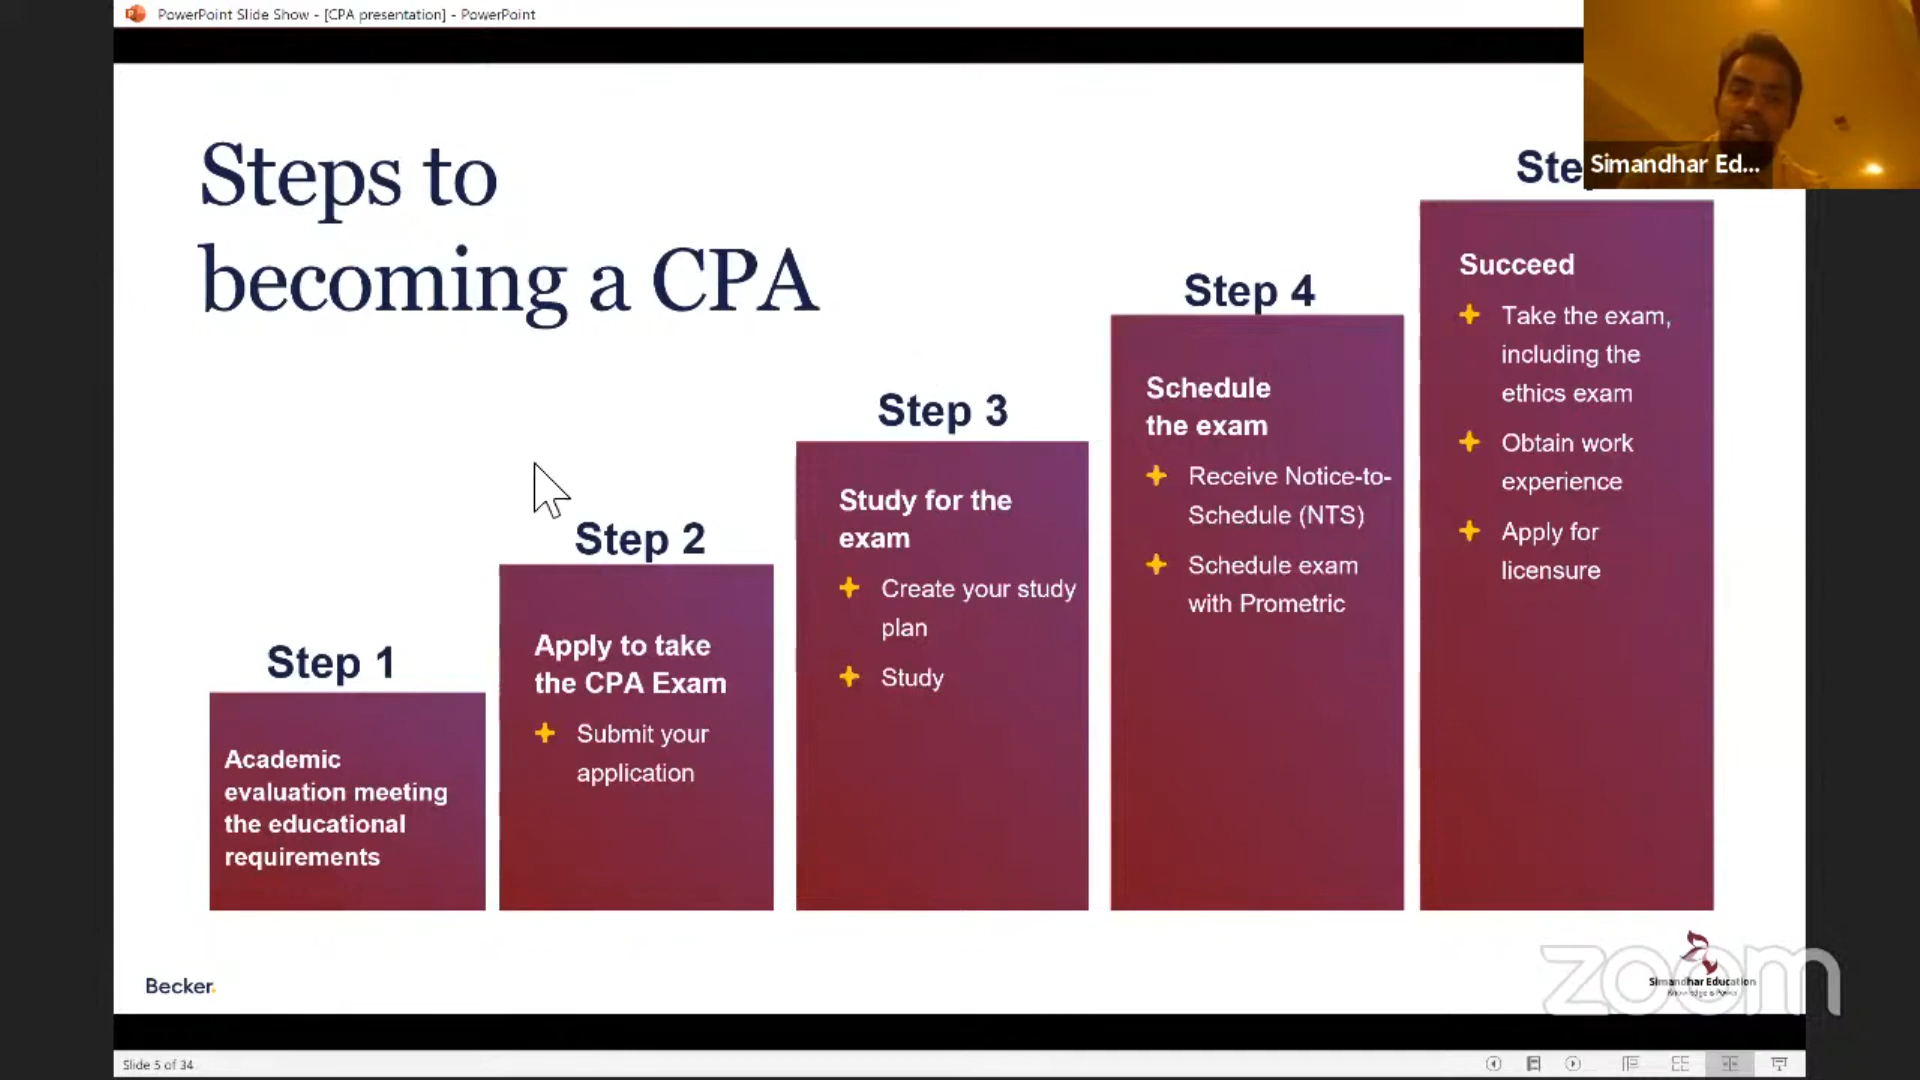 PowerPoint Slide Show - [CPA presentation] - PowerPoint
Simandhar Ed...
Steps to
becoming a CPA
Step 1
Academic
evaluation meeting
the educational
requirements
Step 2
Apply to take
the CPA Exam
Submit your
application
Step 3
Study for the
exam
Create your study
plan
Study
Step 4
Schedule
the exam
Receive Notice-to-
Schedule (NTS)
Schedule exam
with Prometric
Ste
Succeed
Take the exam,
including the
ethics exam
Obtain work
experience
Apply for
licensure
Becker.
Simandhar Education
Knowledge is Power
zoom
Slide 5 of 34